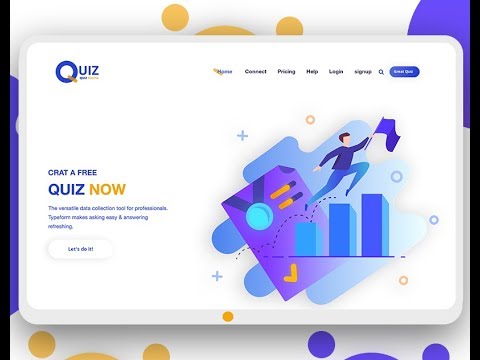 QUIZ
Home Connect Pricing Help Login signup Great Quiz
CRAT A FREE
QUIZ NOW
The versatile data collection tool for professionals.
Typeform makes asking easy & answering
refreshing.
Let's do it!